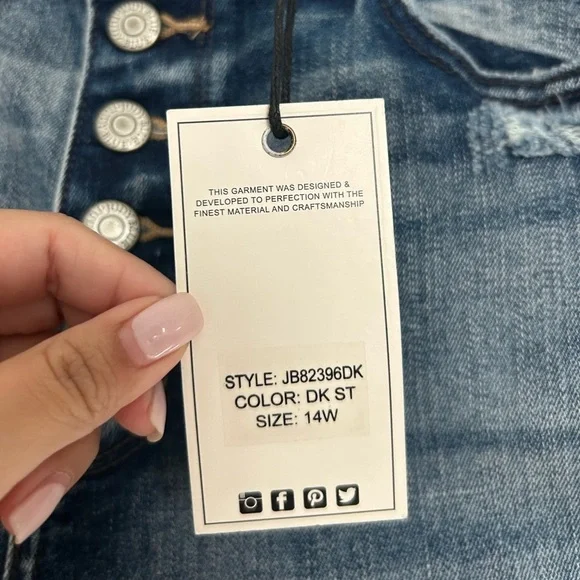 THIS GARMENT WAS DESIGNED &
DEVELOPED TO PERFECTION WITH THE
FINEST MATERIAL AND CRAFTSMANSHIP
STYLE: JB82396DK
COLOR: DK ST
SIZE: 14W